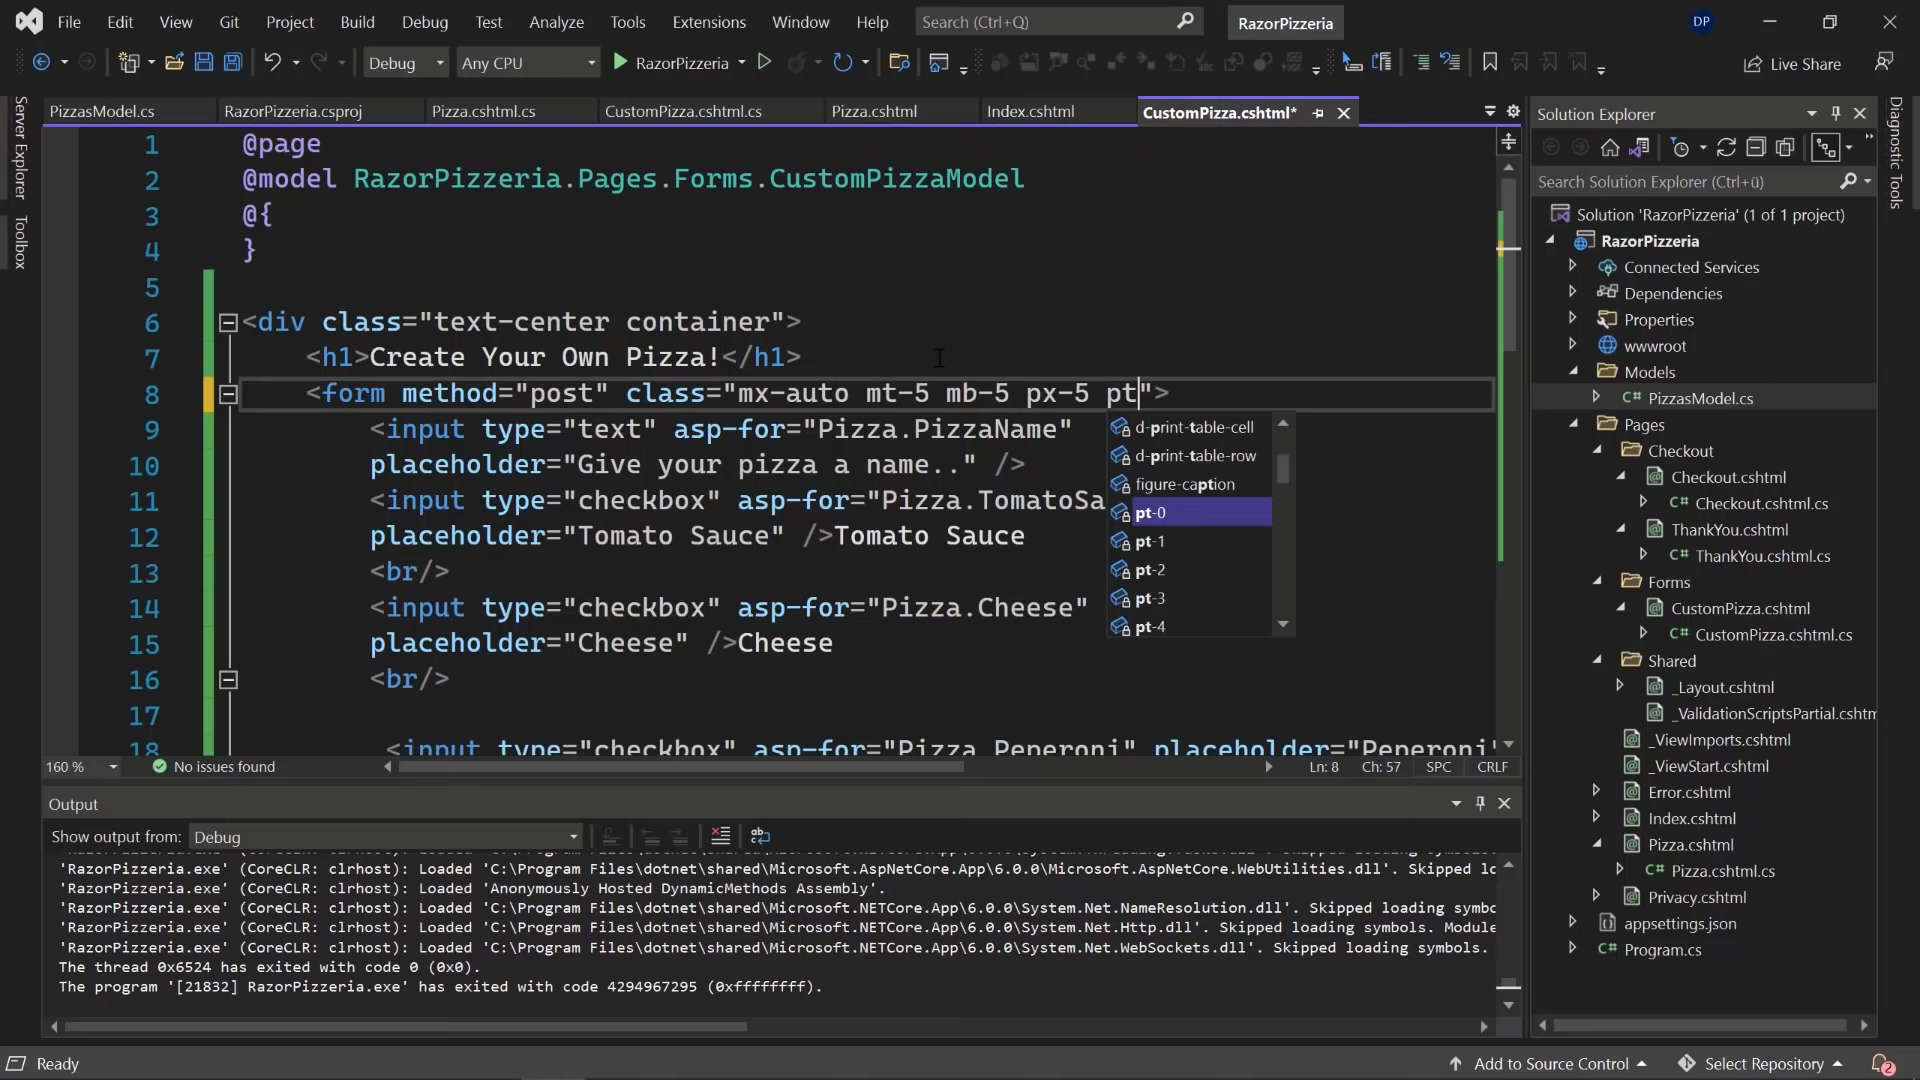 File Edit View Git Project Build Debug Test Analyze Tools Extensions Window Help Search (Ctrl+Q) RazorPizzeria DP
Debug Any CPU RazorPizzeria Live Share
PizzasModel.cs RazorPizzeria.csproj Pizza.cshtml.cs CustomPizza.cshtml.cs Pizza.cshtml Index.cshtml CustomPizza.cshtml*
Server Explorer
Toolbox
1 @page
2 @model RazorPizzeria.Pages.Forms.CustomPizzaModel
3 @{
4 }
5
6 <div class="text-center container">
7 <h1>Create Your Own Pizza!</h1>
8 <form method="post" class="mx-auto mt-5 mb-5 px-5 pt">
9 <input type="text" asp-for="Pizza.PizzaName"
10 placeholder="Give your pizza a name.." />
11 <input type="checkbox" asp-for="Pizza.TomatoSa
12 placeholder="Tomato Sauce" />Tomato Sauce
13 <br/>
14 <input type="checkbox" asp-for="Pizza.Cheese"
15 placeholder="Cheese" />Cheese
16 <br/>
17
18 <input type="checkbox" asp-for="Pizza.Peperoni" placeholder="Peperoni"
d-print-table-cell
d-print-table-row
figure-caption
pt-0
pt-1
pt-2
pt-3
pt-4
160 % No issues found Ln: 8 Ch: 57 SPC CRLF
Output
Show output from: Debug
'RazorPizzeria.exe' (CoreCLR: clrhost): Loaded 'C:\Program Files\dotnet\shared\Microsoft.AspNetCore.App\6.0.0\Microsoft.AspNetCore.WebUtilities.dll'. Skipped lc
'RazorPizzeria.exe' (CoreCLR: clrhost): Loaded 'Anonymously Hosted DynamicMethods Assembly'.
'RazorPizzeria.exe' (CoreCLR: clrhost): Loaded 'C:\Program Files\dotnet\shared\Microsoft.NETCore.App\6.0.0\System.Net.NameResolution.dll'. Skipped loading symbo
'RazorPizzeria.exe' (CoreCLR: clrhost): Loaded 'C:\Program Files\dotnet\shared\Microsoft.NETCore.App\6.0.0\System.Net.Http.dll'. Skipped loading symbols. Module
'RazorPizzeria.exe' (CoreCLR: clrhost): Loaded 'C:\Program Files\dotnet\shared\Microsoft.NETCore.App\6.0.0\System.Net.WebSockets.dll'. Skipped loading symbols.
The thread 0x6524 has exited with code 0 (0x0).
The program '[21832] RazorPizzeria.exe' has exited with code 4294967295 (0xffffffff).
Solution Explorer
Search Solution Explorer (Ctrl+ü)
Solution 'RazorPizzeria' (1 of 1 project)
RazorPizzeria
Connected Services
Dependencies
Properties
wwwroot
Models
C# PizzasModel.cs
Pages
Checkout
Checkout.cshtml
C# Checkout.cshtml.cs
ThankYou.cshtml
C# ThankYou.cshtml.cs
Forms
CustomPizza.cshtml
C# CustomPizza.cshtml.cs
Shared
_Layout.cshtml
_ValidationScriptsPartial.cshtm
_ViewImports.cshtml
_ViewStart.cshtml
Error.cshtml
Index.cshtml
Pizza.cshtml
C# Pizza.cshtml.cs
Privacy.cshtml
appsettings.json
C# Program.cs
Diagnostic Tools
Ready Add to Source Control Select Repository 2